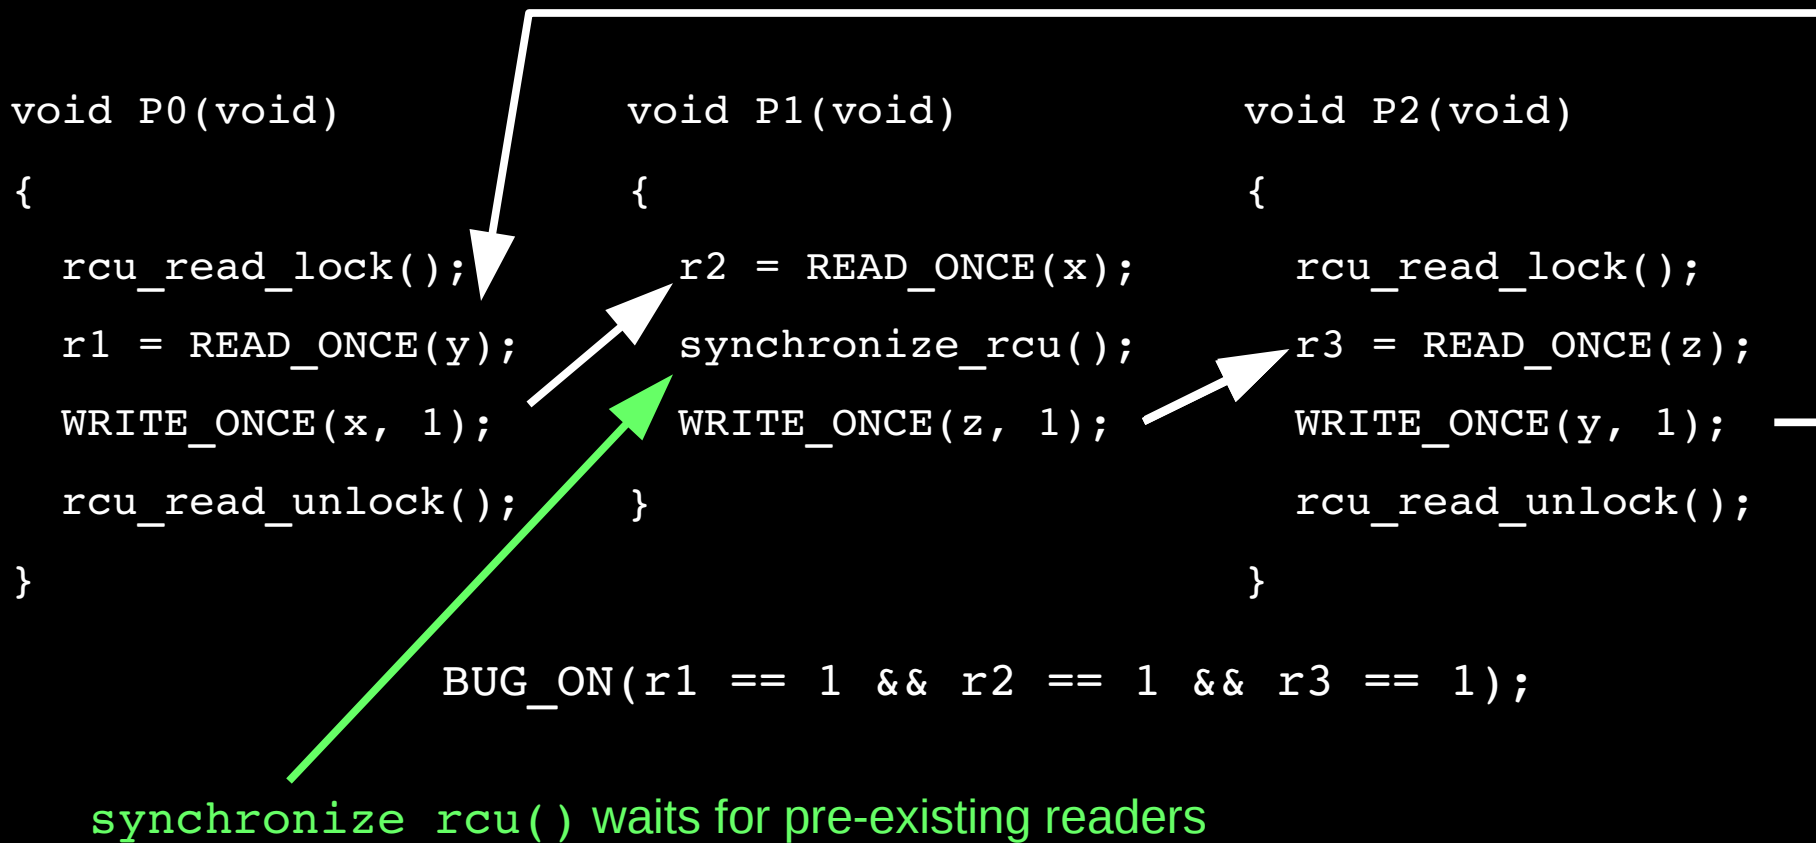 void P0(void)
{
rcu_read_lock();
r1 = READ_ONCE(y);
WRITE_ONCE(x, 1);
rcu_read_unlock();
}
void P1(void)
{
r2 = READ_ONCE(x);
synchronize_rcu();
WRITE_ONCE(z, 1);
}
void P2(void)
{
rcu_read_lock();
r3 = READ_ONCE(z);
WRITE_ONCE(y, 1);
rcu_read_unlock();
}
BUG_ON(r1 == 1 && r2 == 1 && r3 == 1);
synchronize rcu() waits for pre-existing readers